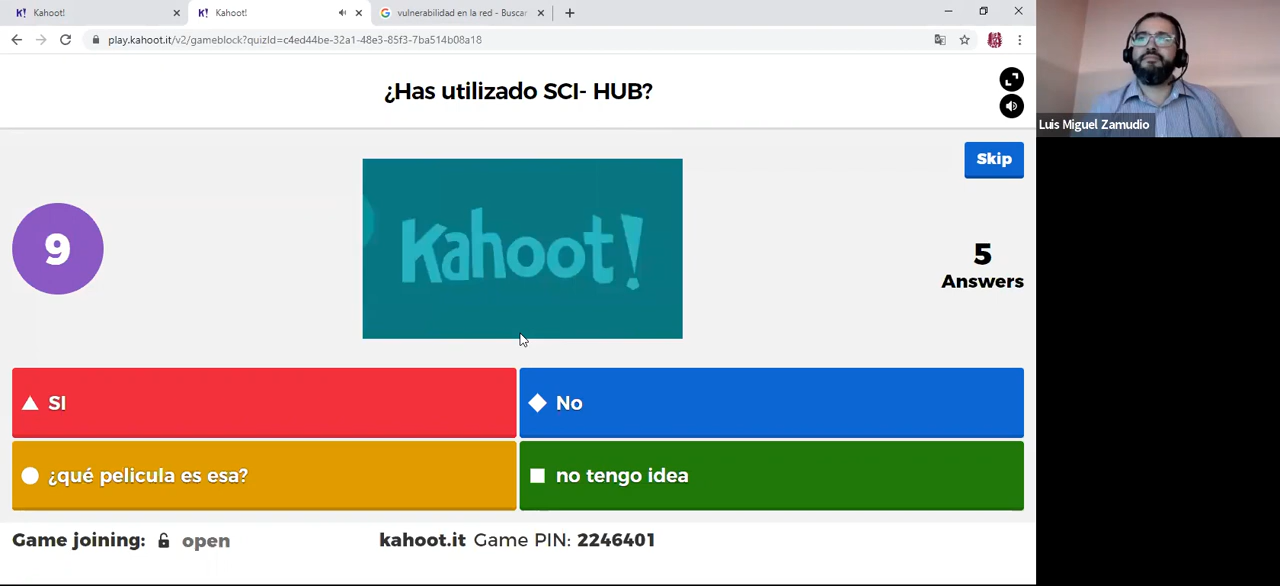 K! Kahoot!
K! Kahoot!
G vulnerabilidad en la red - Buscar
play.kahoot.it/v2/gameblock?quizId=c4ed44be-32a1-48e3-85f3-7ba514b08a18
¿Has utilizado SCI- HUB?
Luis Miguel Zamudio
Skip
9
Kahoot!
5
Answers
SI
No
¿qué pelicula es esa?
no tengo idea
Game joining: open
kahoot.it Game PIN: 2246401